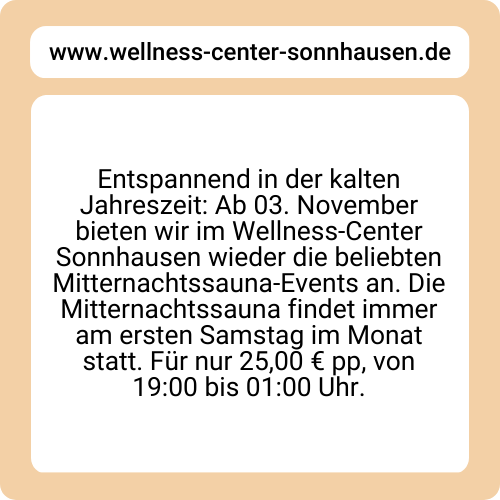 www.wellness-center-sonnhausen.de
Entspannend in der kalten
Jahreszeit: Ab 03. November
bieten wir im Wellness-Center
Sonnhausen wieder die beliebten
Mitternachtssauna-Events an. Die
Mitternachtssauna findet immer
am ersten Samstag im Monat
statt. Für nur 25,00 € pp, von
19:00 bis 01:00 Uhr.